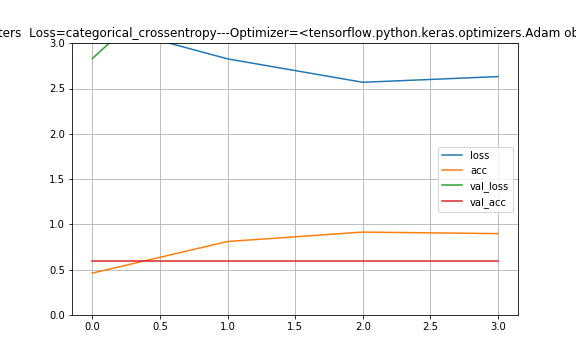 ters Loss=categorical_crossentropy---Optimizer=<tensorflow.python.keras.optimizers.Adam ob
3.0
2.5
2.0
1.5
1.0
0.5
0.0
loss
acc
val_loss
val_acc
0.0 0.5 1.0 1.5 2.0 2.5 3.0